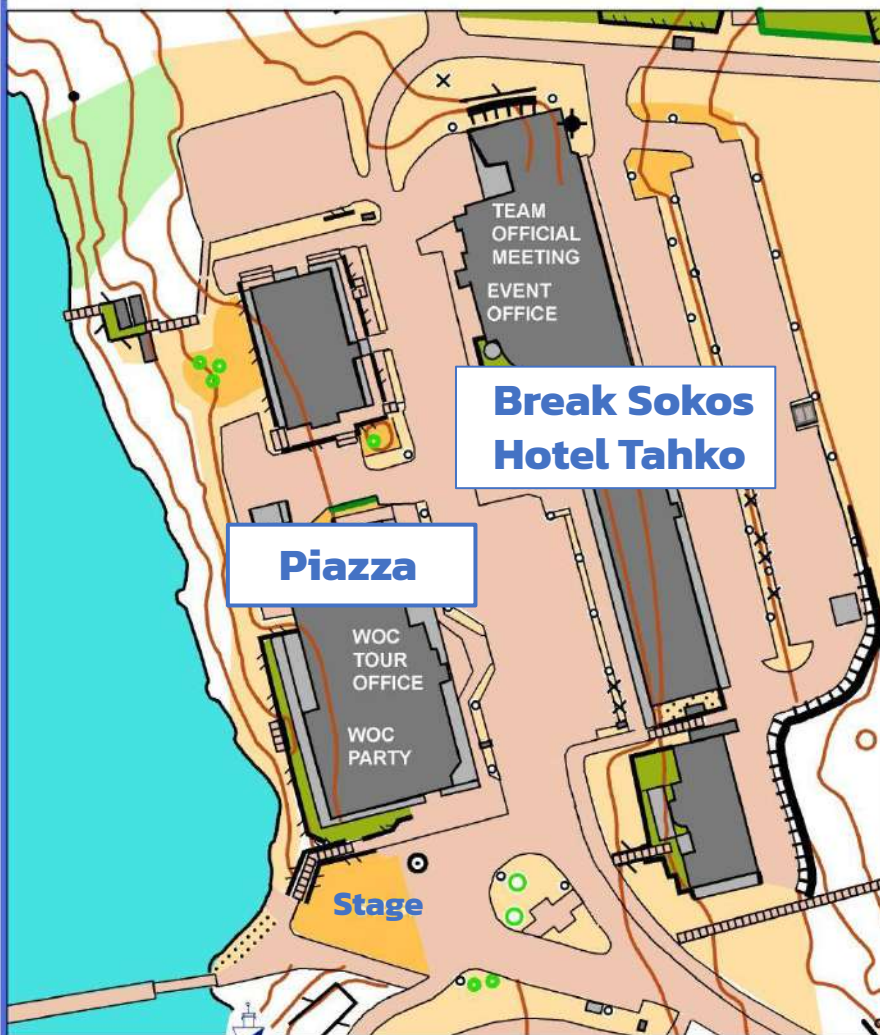 TEAM
OFFICIAL
MEETING
EVENT
OFFICE
Break Sokos
Hotel Tahko
Piazza
WOC
TOUR
OFFICE
WOC
PARTY
Stage